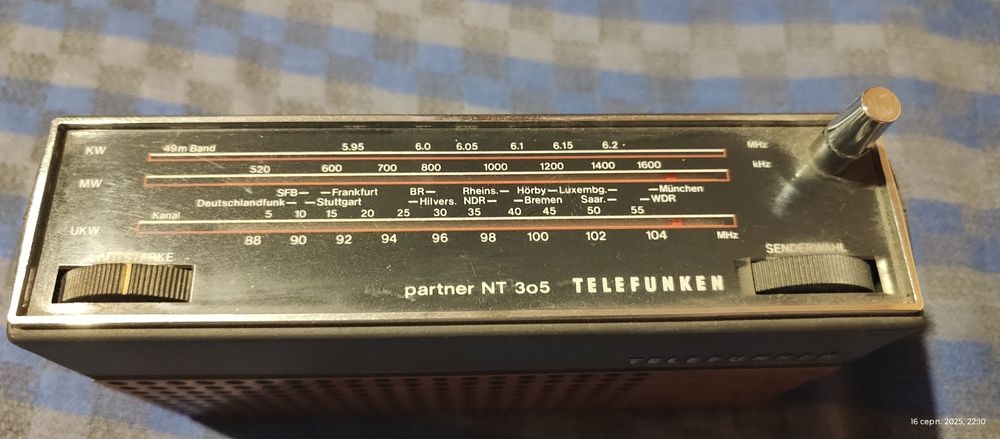 KW 49m Band 5.95 6.0 6.05 6.1 6.15 6.2 MHz
520 600 700 800 1000 1200 1400 1600 kHz
MW
SFB Frankfurt BR Rheins. Hörby Luxembg. München
Deutschlandfunk Stuttgart Hilvers. NDR Bremen Saar. WDR
Kanal 5 10 15 20 25 30 35 40 45 50 55
UKW 88 90 92 94 96 98 100 102 104 MHz
LAUTSTÄRKE SENDERWAHL
partner NT 305 TELEFUNKEN
TELEFUNKEN
16 серп. 2025, 22:10